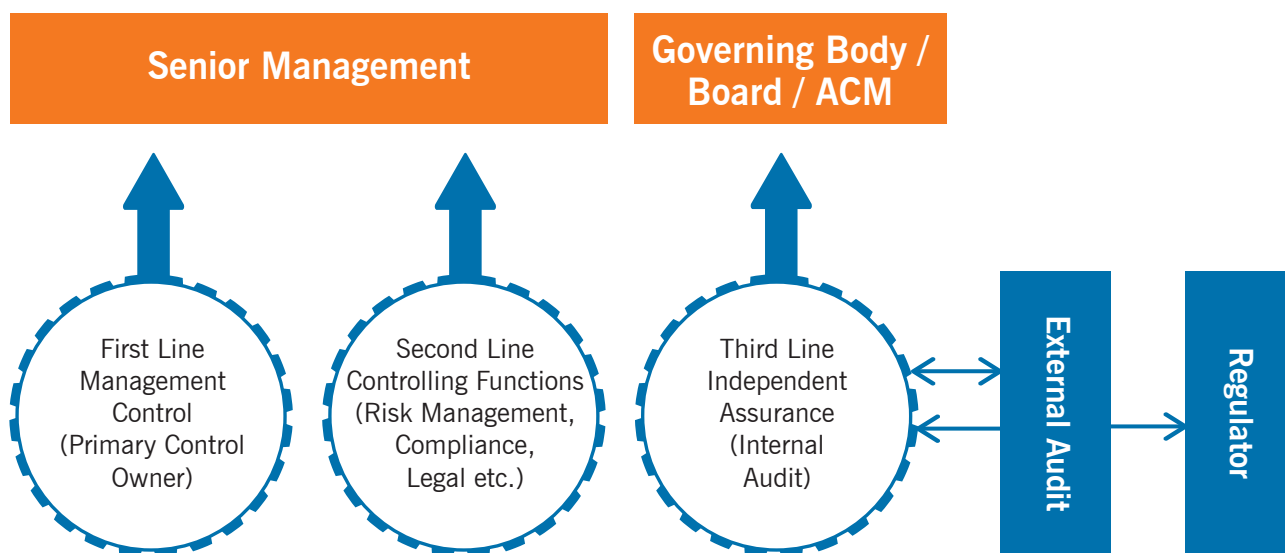 Senior Management
Governing Body /
Board / ACM
First Line
Management
Control
(Primary Control
Owner)
Second Line
Controlling Functions
(Risk Management,
Compliance,
Legal etc.)
Third Line
Independent
Assurance
(Internal
Audit)
External Audit
Regulator